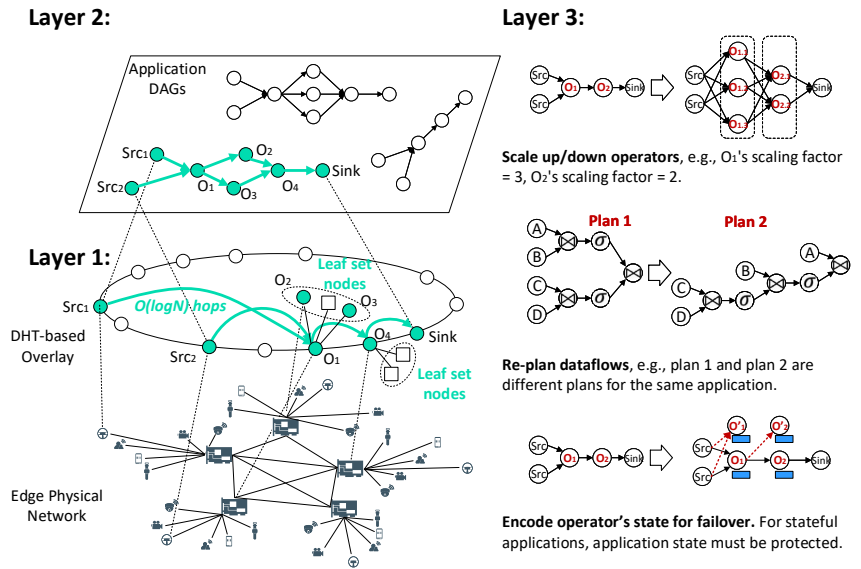 Layer 2:
Application
DAGs
Src1
Src2
O1
O2
O3
O4
Sink
Layer 1:
Leaf set
nodes
O2
O3
Src1
O(logN) hops
DHT-based
Overlay
Src2
O1
O4
Sink
Leaf set
nodes
Edge Physical
Network
Layer 3:
Src
Src
O1
O2
Sink
Src
Src
O1.1
O1.2
O1.3
O2.1
O2.2
Sink
Scale up/down operators, e.g., O1's scaling factor
= 3, O2's scaling factor = 2.
Plan 1
Plan 2
A
B
C
D
⋈
⋈
σ
σ
⋈
A
B
C
D
⋈
σ
⋈
σ
⋈
Re-plan dataflows, e.g., plan 1 and plan 2 are
different plans for the same application.
Src
Src
O1
O2
Sink
O'1
O'2
Src
Src
O1
O2
Sink
Encode operator's state for failover. For stateful
applications, application state must be protected.